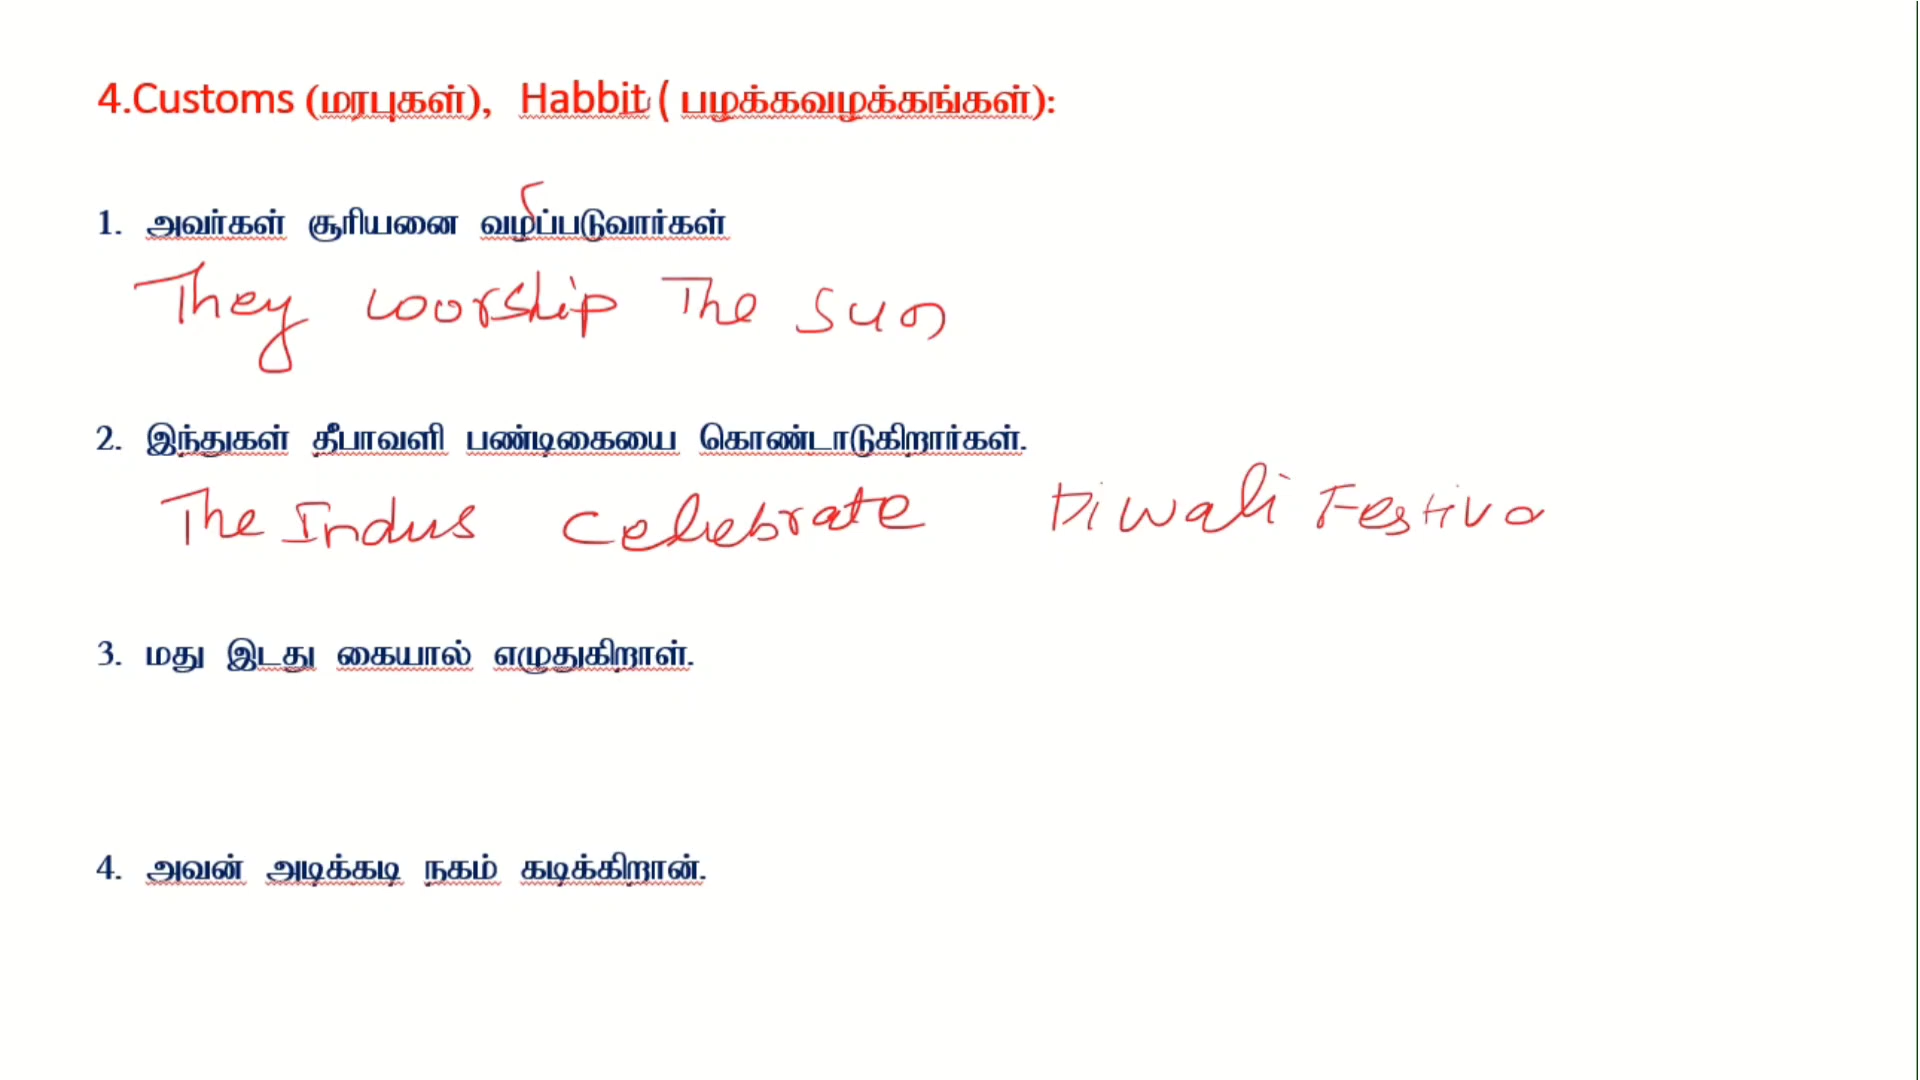 4.Customs (மரபுகள்), Habbit ( பழக்கவழக்கங்கள்):
1. அவர்கள் சூரியனை வழிப்படுவார்கள்
They woorship The Sun
2. இந்துகள் தீபாவளி பண்டிகையை கொண்டாடுகிறார்கள்.
The Indus Celebrate Diwali Festiva
3. மது இடது கையால் எழுதுகிறாள்.
4. அவன் அடிக்கடி நகம் கடிக்கிறான்.